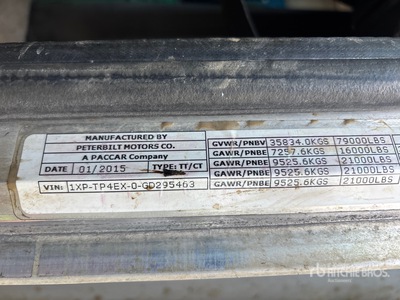 MANUFACTURED BY
PETERBILT MOTORS CO.
A PACCAR Company
DATE 01/2015 TYPE: TT/CT
VIN: 1XP-TP4EX-0-GD295463
GVWR/PNBV 35834.0KGS 79000LBS
GAWR/PNBE 7257.6KGS 16000LBS
GAWR/PNBE 9525.6KGS 21000LBS
GAWR/PNBE 9525.6KGS 21000LBS
GAWR/PNBE 9525.6KGS 21000LBS
RITCHIE BROS.